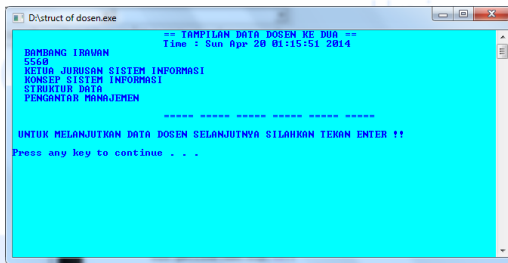 D:\struct of dosen.exe
== TAMPILAN DATA DOSEN KE DUA ==
Time : Sun Apr 20 01:15:51 2014
BAMBANG IRAWAN
5560
KETUA JURUSAN SISTEM INFORMASI
KONSEP SISTEM INFORMASI
STRUKTUR DATA
PENGANTAR MANAJEMEN
===== ===== ===== ===== ===== =====
UNTUK MELANJUTKAN DATA DOSEN SELANJUTNYA SILAHKAN TEKAN ENTER !!
Press any key to continue . . .